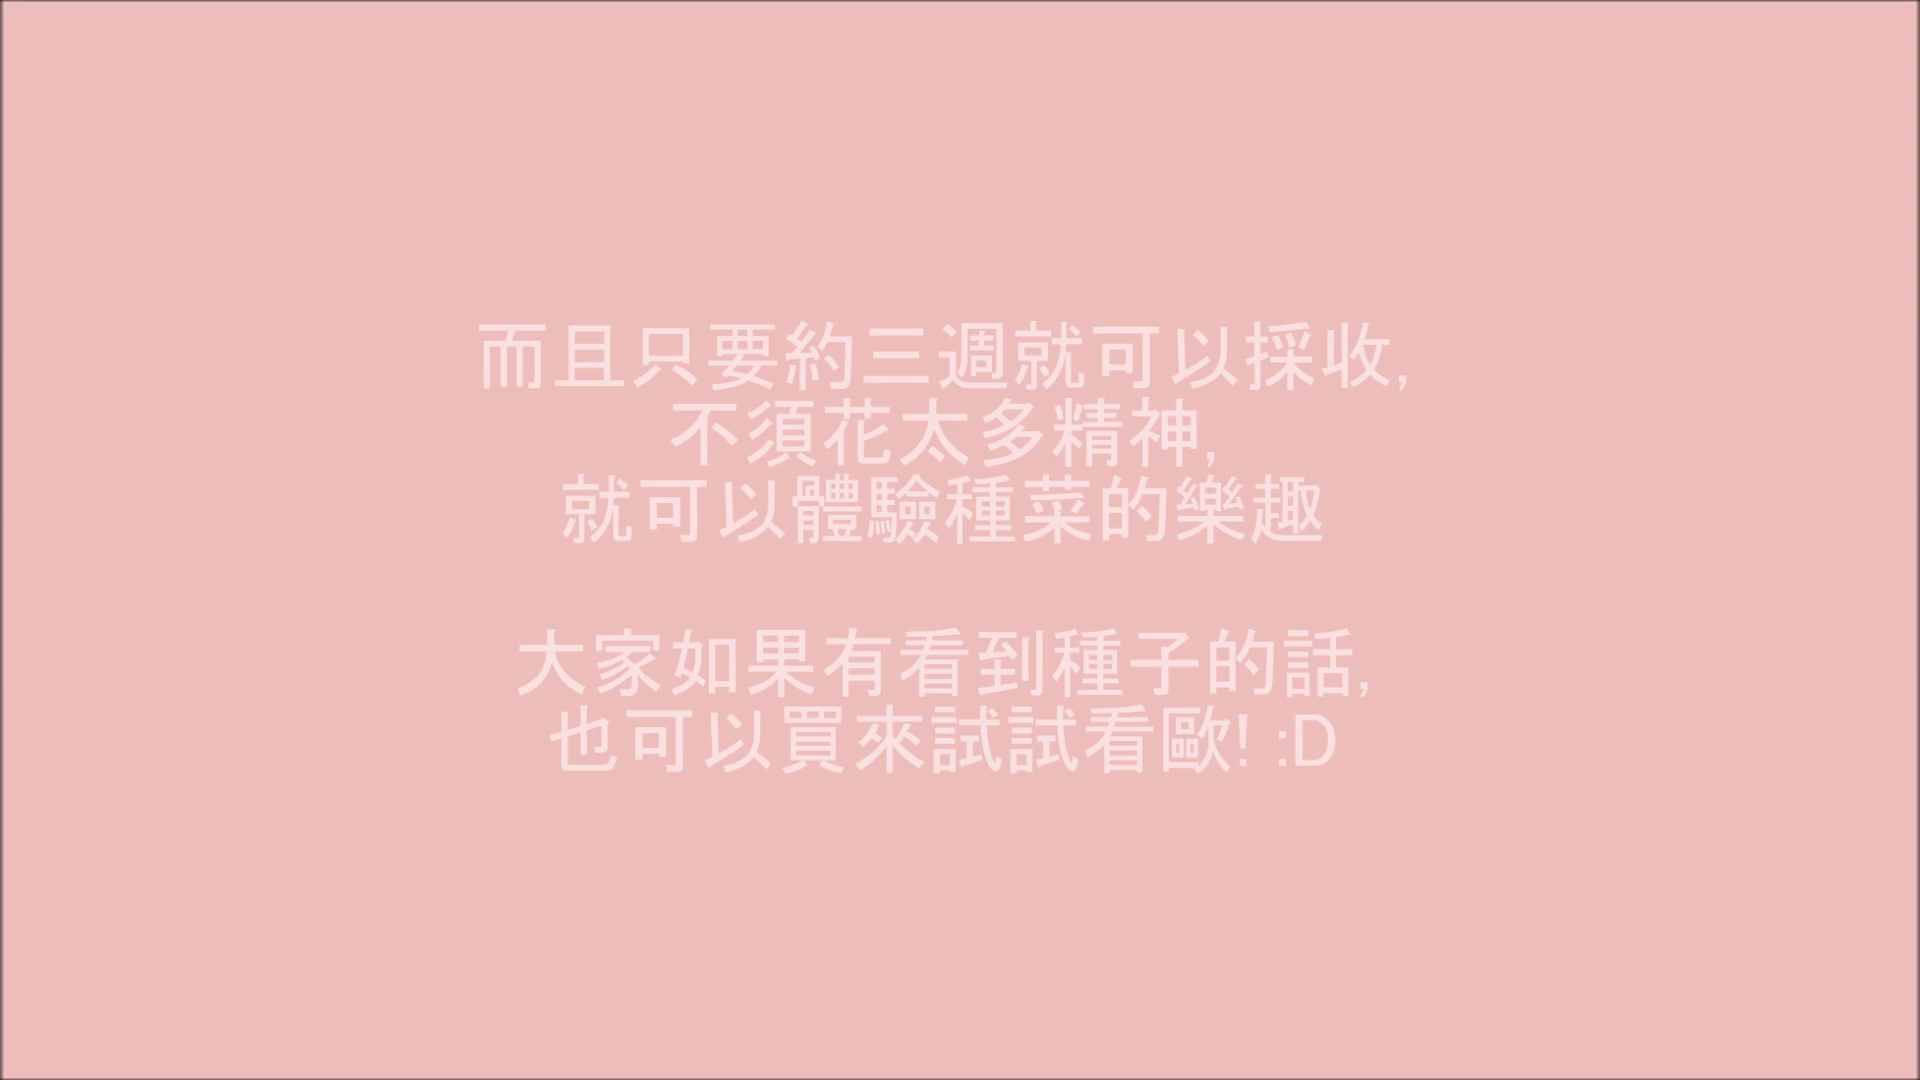 而且只要約三週就可以採收,
不須花太多精神,
就可以體驗種菜的樂趣
大家如果有看到種子的話,
也可以買來試試看歐! :D